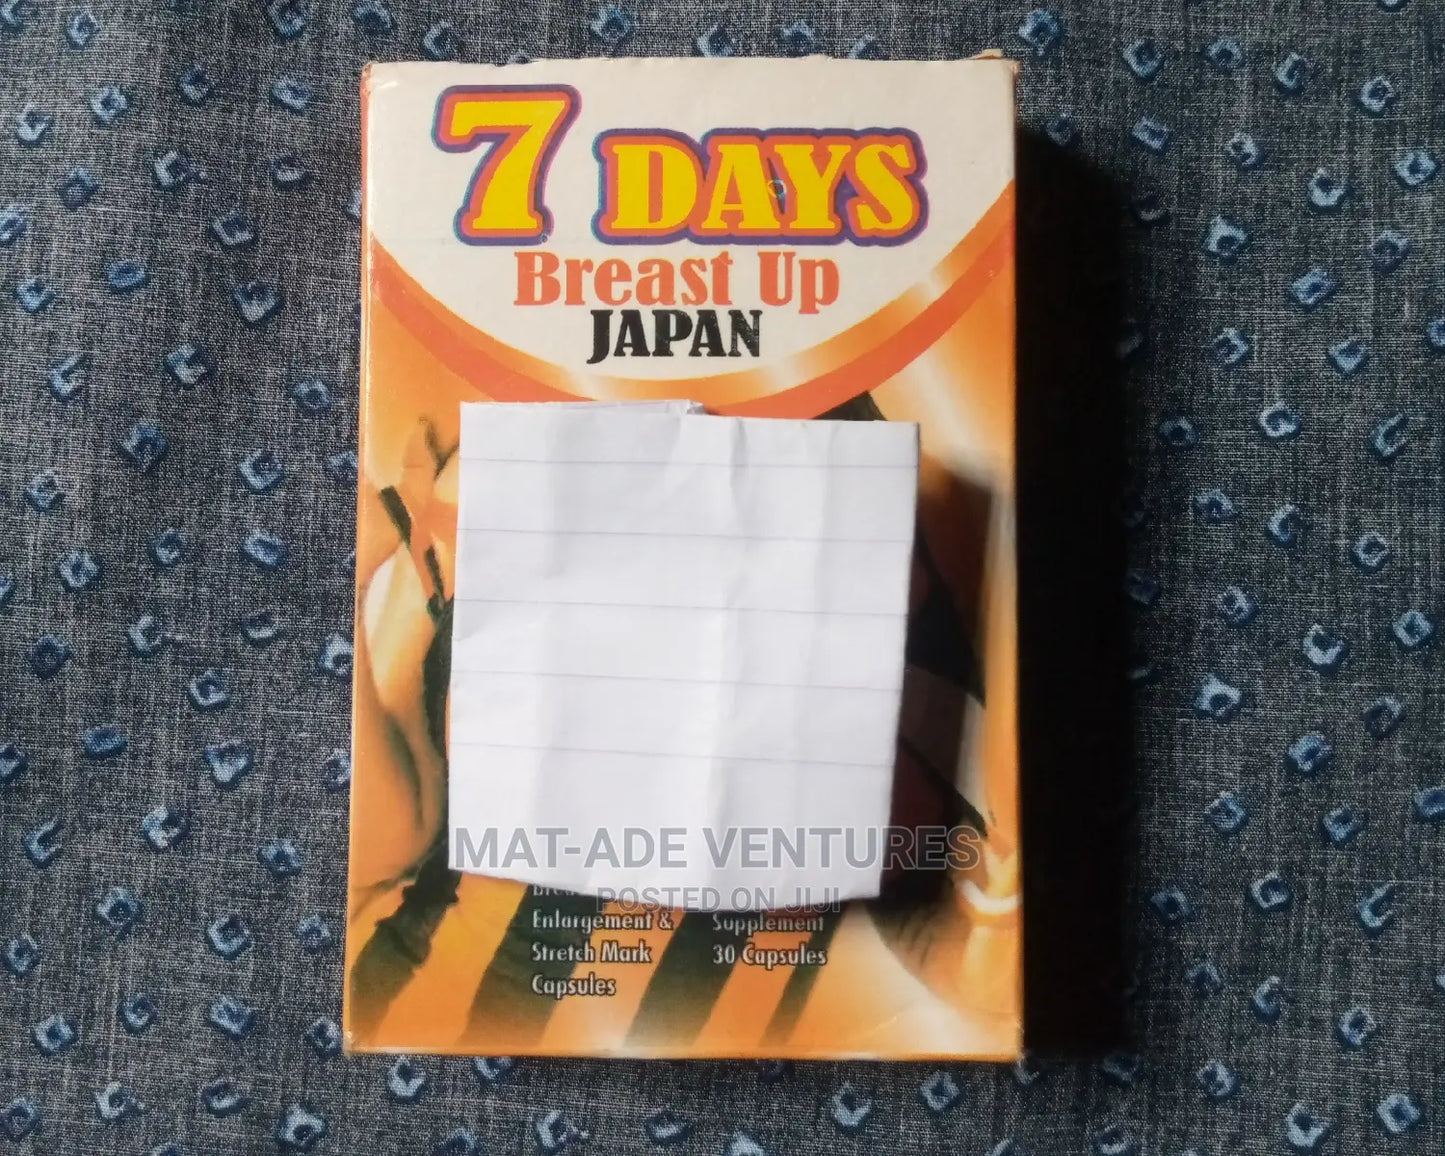 7 DAYS
Breast Up
JAPAN
MAT-ADE VENTURES
POSTED ON JIJI
Enlargement &
Stretch Mark
Capsules
Supplement
30 Capsules